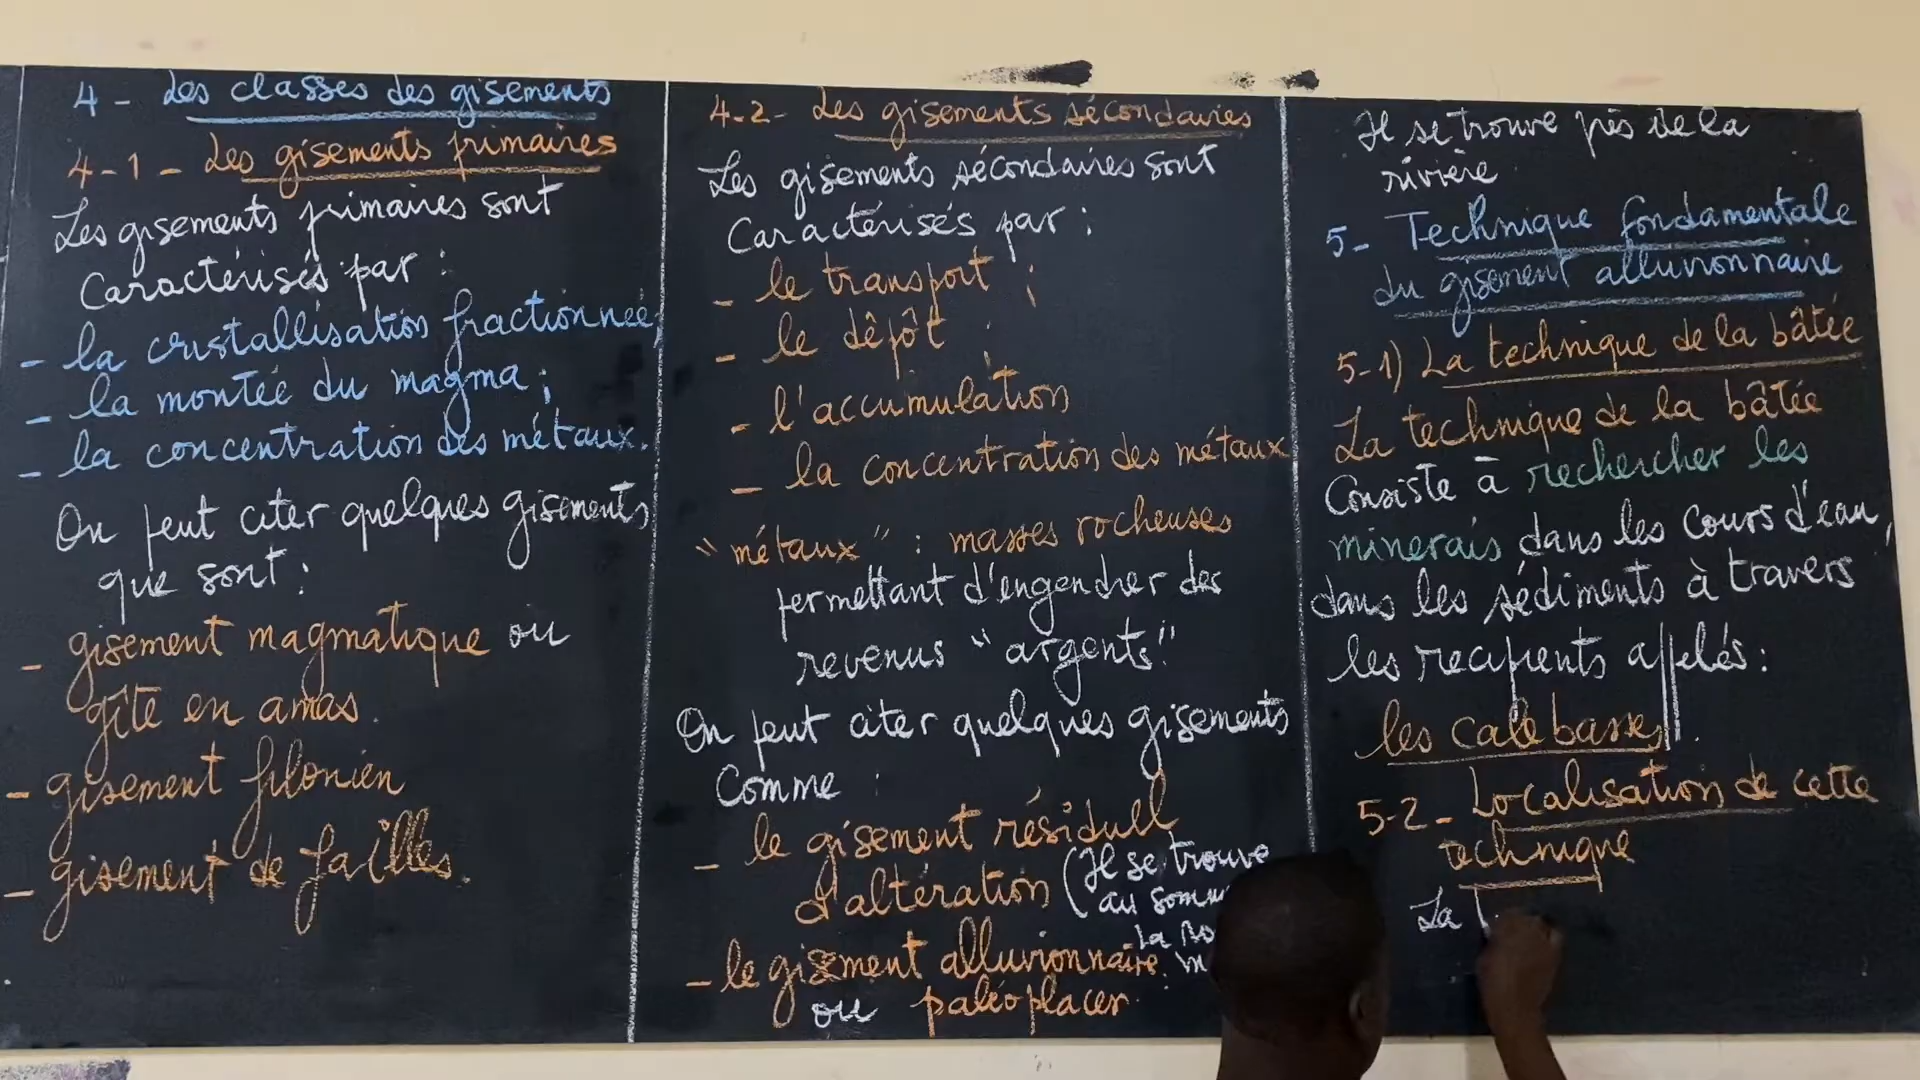 4 - Les classes des gisements
4-1 - Les gisements primaires
Les gisements primaires sont
Caractérisés par :
- la cristallisation fractionnée;
- la montée du magma;
- la concentration des métaux.
On peut citer quelques gisements
que sont :
- gisement magmatique ou
gîte en amas.
- gisement filonien
- gisement de failles.
4-2- Les gisements sécondaires
Les gisements sécondaires sont
Caractérisés par :
- le transport ;
- le dêpôt ;
- l'accumulation
- la concentration des métaux
"métaux" : masses rocheuses
permettant d'engendrer des
revenus "argents"
On peut citer quelques gisements
Comme :
- le gisement résiduel
d'altération (Il se trouve
au
la
- le gisement alluvionnaire.
ou paléoplacer.
Il se trouve près de la
rivière
5- Technique fondamentale
du gisement alluvionnaire
5-1) La technique de la bâtée
La technique de la bâtée
Consiste à rechercher les
minerais dans les cours d'eau,
dans les sédiments à travers
les recipients appelés :
les calebasses.
5-2- Localisation de cette
technique
La